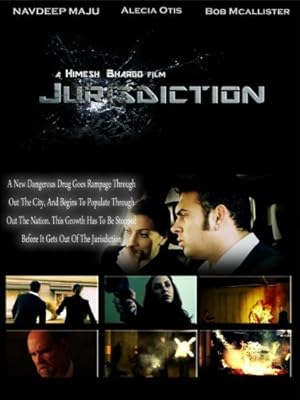 NAVDEEP MAJU ALECIA OTIS BOB MCALLISTER
A HIMESH BHARGO FILM
JURISDICTION
A New Dangerous Drug Goes Rampage Through
Out The City, And Begins To Populate Through
Out The Nation. This Growth Has To Be Stopped
Before It Gets Out Of The Jurisdiction